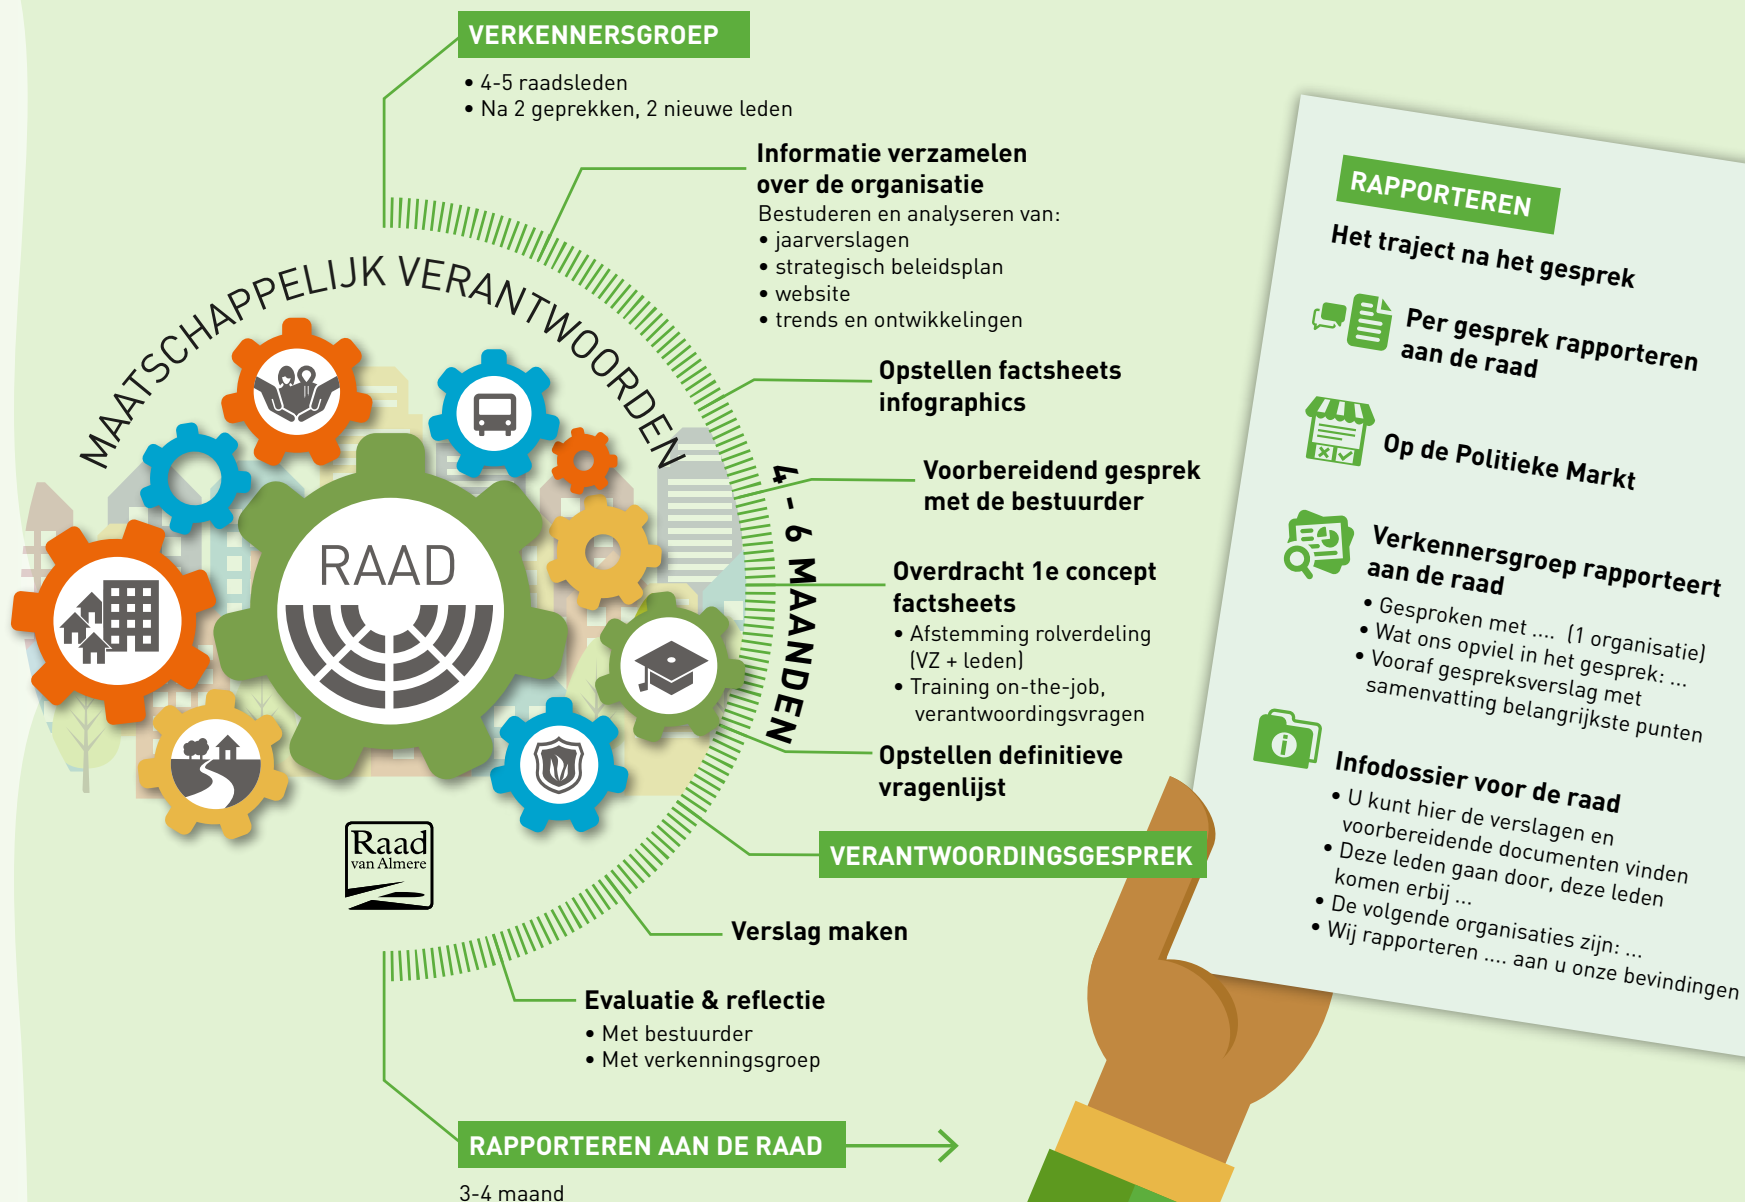 VERKENNERSGROEP
• 4-5 raadsleden
• Na 2 geprekken, 2 nieuwe leden
Informatie verzamelen
over de organisatie
Bestuderen en analyseren van:
• jaarverslagen
• strategisch beleidsplan
• website
• trends en ontwikkelingen
Opstellen factsheets
infographics
Voorbereidend gesprek
met de bestuurder
Overdracht 1e concept
factsheets
• Afstemming rolverdeling
(VZ + leden)
• Training on-the-job,
verantwoordingsvragen
Opstellen definitieve
vragenlijst
VERANTWOORDINGSGESPREK
Verslag maken
Evaluatie & reflectie
• Met bestuurder
• Met verkenningsgroep
RAPPORTEREN AAN DE RAAD
3-4 maand
MAATSCHAPPELIJK VERANTWOORDEN
RAAD
4 - 6 MAANDEN
Raad
van Almere
RAPPORTEREN
Het traject na het gesprek
Per gesprek rapporteren
aan de raad
Op de Politieke Markt
Verkennersgroep rapporteert
aan de raad
• Gesproken met .... (1 organisatie)
• Wat ons opviel in het gesprek: ...
• Vooraf gespreksverslag met
samenvatting belangrijkste punten
Infodossier voor de raad
• U kunt hier de verslagen en
voorbereidende documenten vinden
• Deze leden gaan door, deze leden
komen erbij ...
• De volgende organisaties zijn: ...
• Wij rapporteren .... aan u onze bevindingen